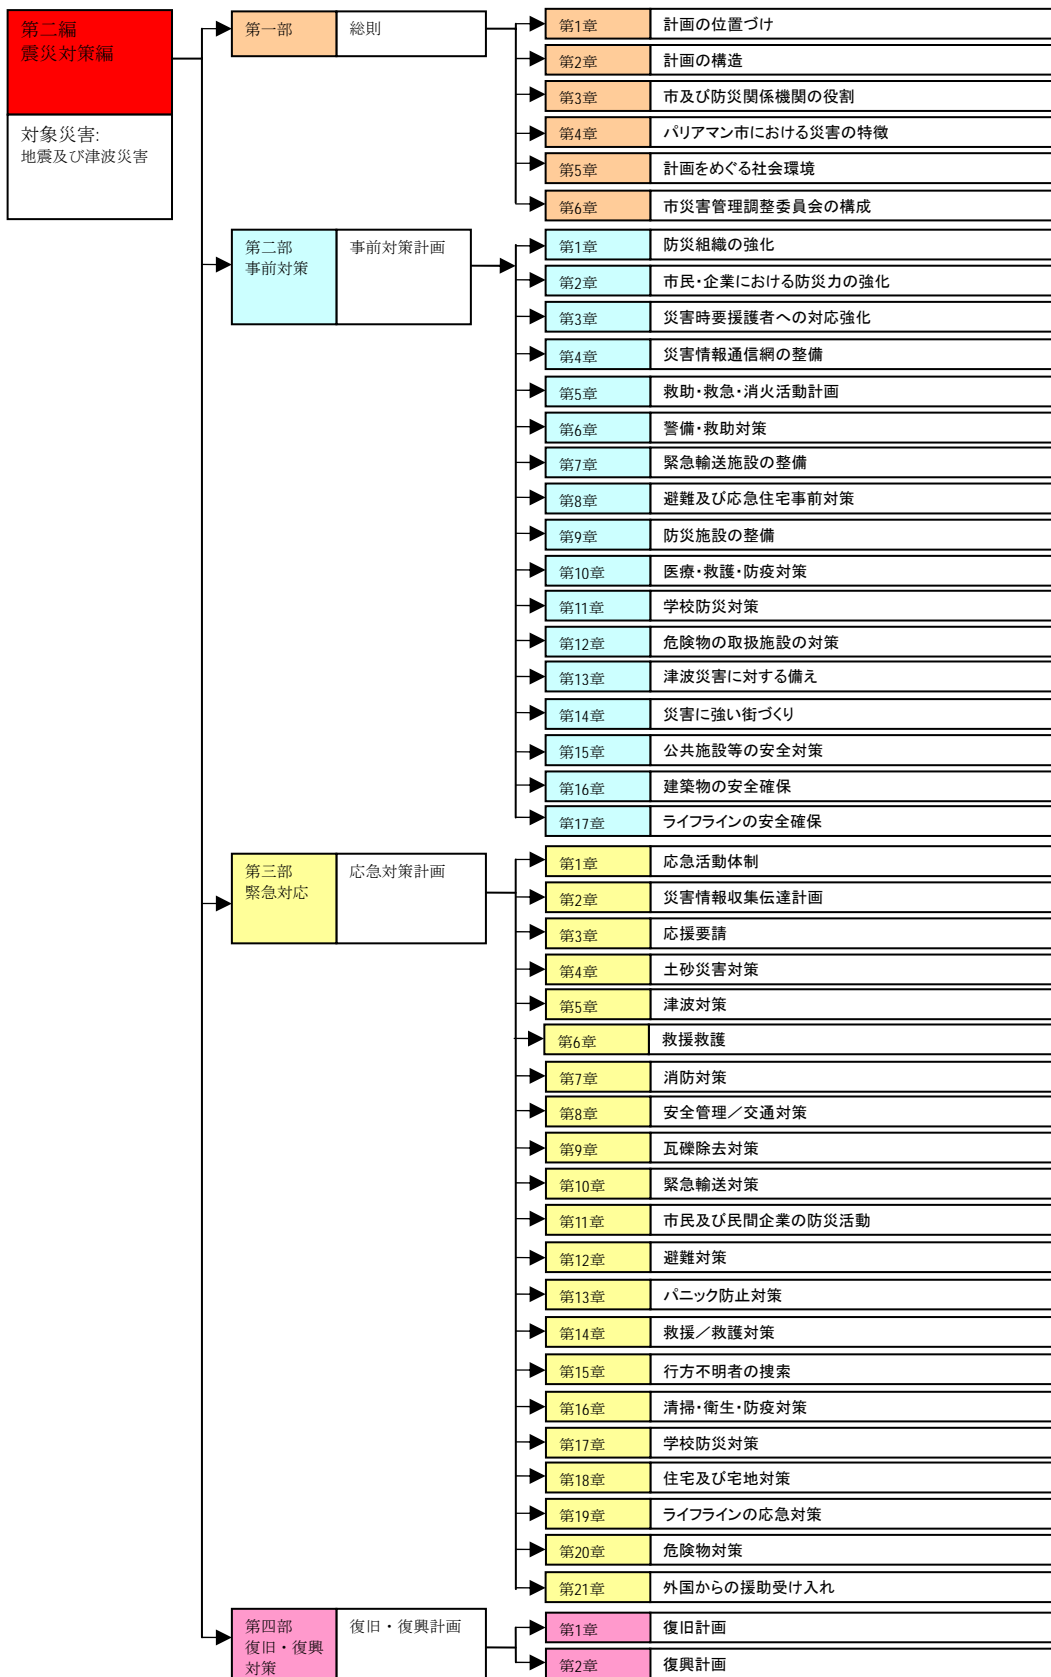 第二編
震災対策編
対象災害:
地震及び津波災害
第一部
総則
第1章 計画の位置づけ
第2章 計画の構造
第3章 市及び防災関係機関の役割
第4章 パリアマン市における災害の特徴
第5章 計画をめぐる社会環境
第6章 市災害管理調整委員会の構成
第二部
事前対策
事前対策計画
第1章 防災組織の強化
第2章 市民・企業における防災力の強化
第3章 災害時要援護者への対応強化
第4章 災害情報通信網の整備
第5章 救助・救急・消火活動計画
第6章 警備・救助対策
第7章 緊急輸送施設の整備
第8章 避難及び応急住宅事前対策
第9章 防災施設の整備
第10章 医療・救護・防疫対策
第11章 学校防災対策
第12章 危険物の取扱施設の対策
第13章 津波災害に対する備え
第14章 災害に強い街づくり
第15章 公共施設等の安全対策
第16章 建築物の安全確保
第17章 ライフラインの安全確保
第三部
緊急対応
応急対策計画
第1章 応急活動体制
第2章 災害情報収集伝達計画
第3章 応援要請
第4章 土砂災害対策
第5章 津波対策
第6章 救援救護
第7章 消防対策
第8章 安全管理／交通対策
第9章 瓦礫除去対策
第10章 緊急輸送対策
第11章 市民及び民間企業の防災活動
第12章 避難対策
第13章 パニック防止対策
第14章 救援／救護対策
第15章 行方不明者の捜索
第16章 清掃・衛生・防疫対策
第17章 学校防災対策
第18章 住宅及び宅地対策
第19章 ライフラインの応急対策
第20章 危険物対策
第21章 外国からの援助受け入れ
第四部
復旧・復興
対策
復旧・復興計画
第1章 復旧計画
第2章 復興計画